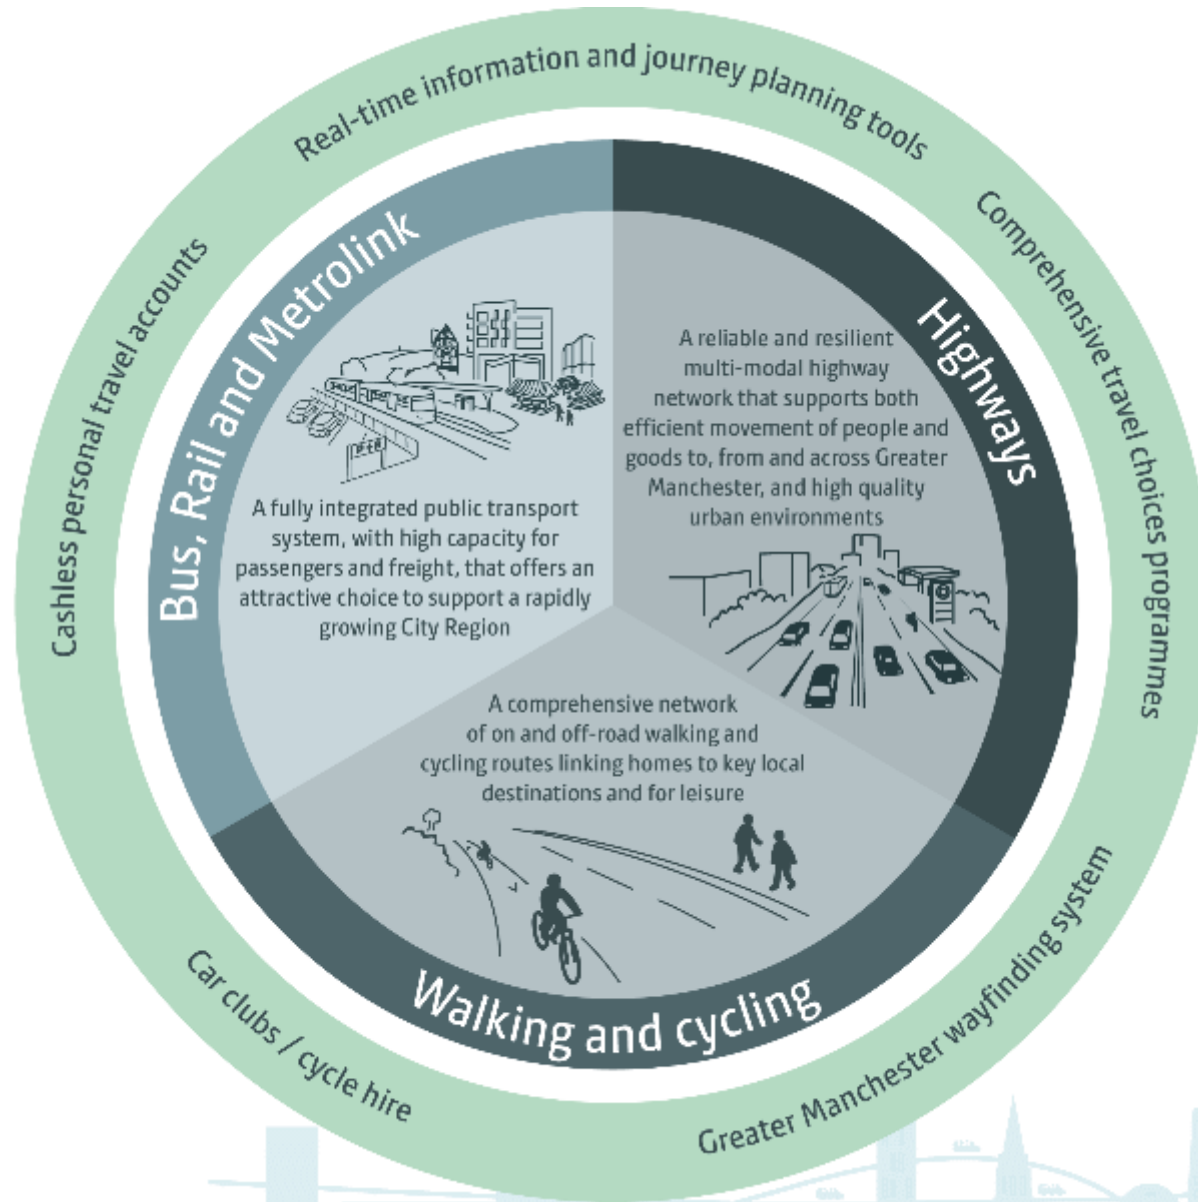 Real-time information and journey planning tools
Comprehensive travel choices programmes
Greater Manchester wayfinding system
Car clubs / cycle hire
Cashless personal travel accounts
Bus, Rail and Metrolink
A fully integrated public transport
system, with high capacity for
passengers and freight, that offers an
attractive choice to support a rapidly
growing City Region
Highways
A reliable and resilient
multi-modal highway
network that supports both
efficient movement of people and
goods to, from and across Greater
Manchester, and high quality
urban environments
A comprehensive network
of on and off-road walking and
cycling routes linking homes to key local
destinations and for leisure
Walking and cycling